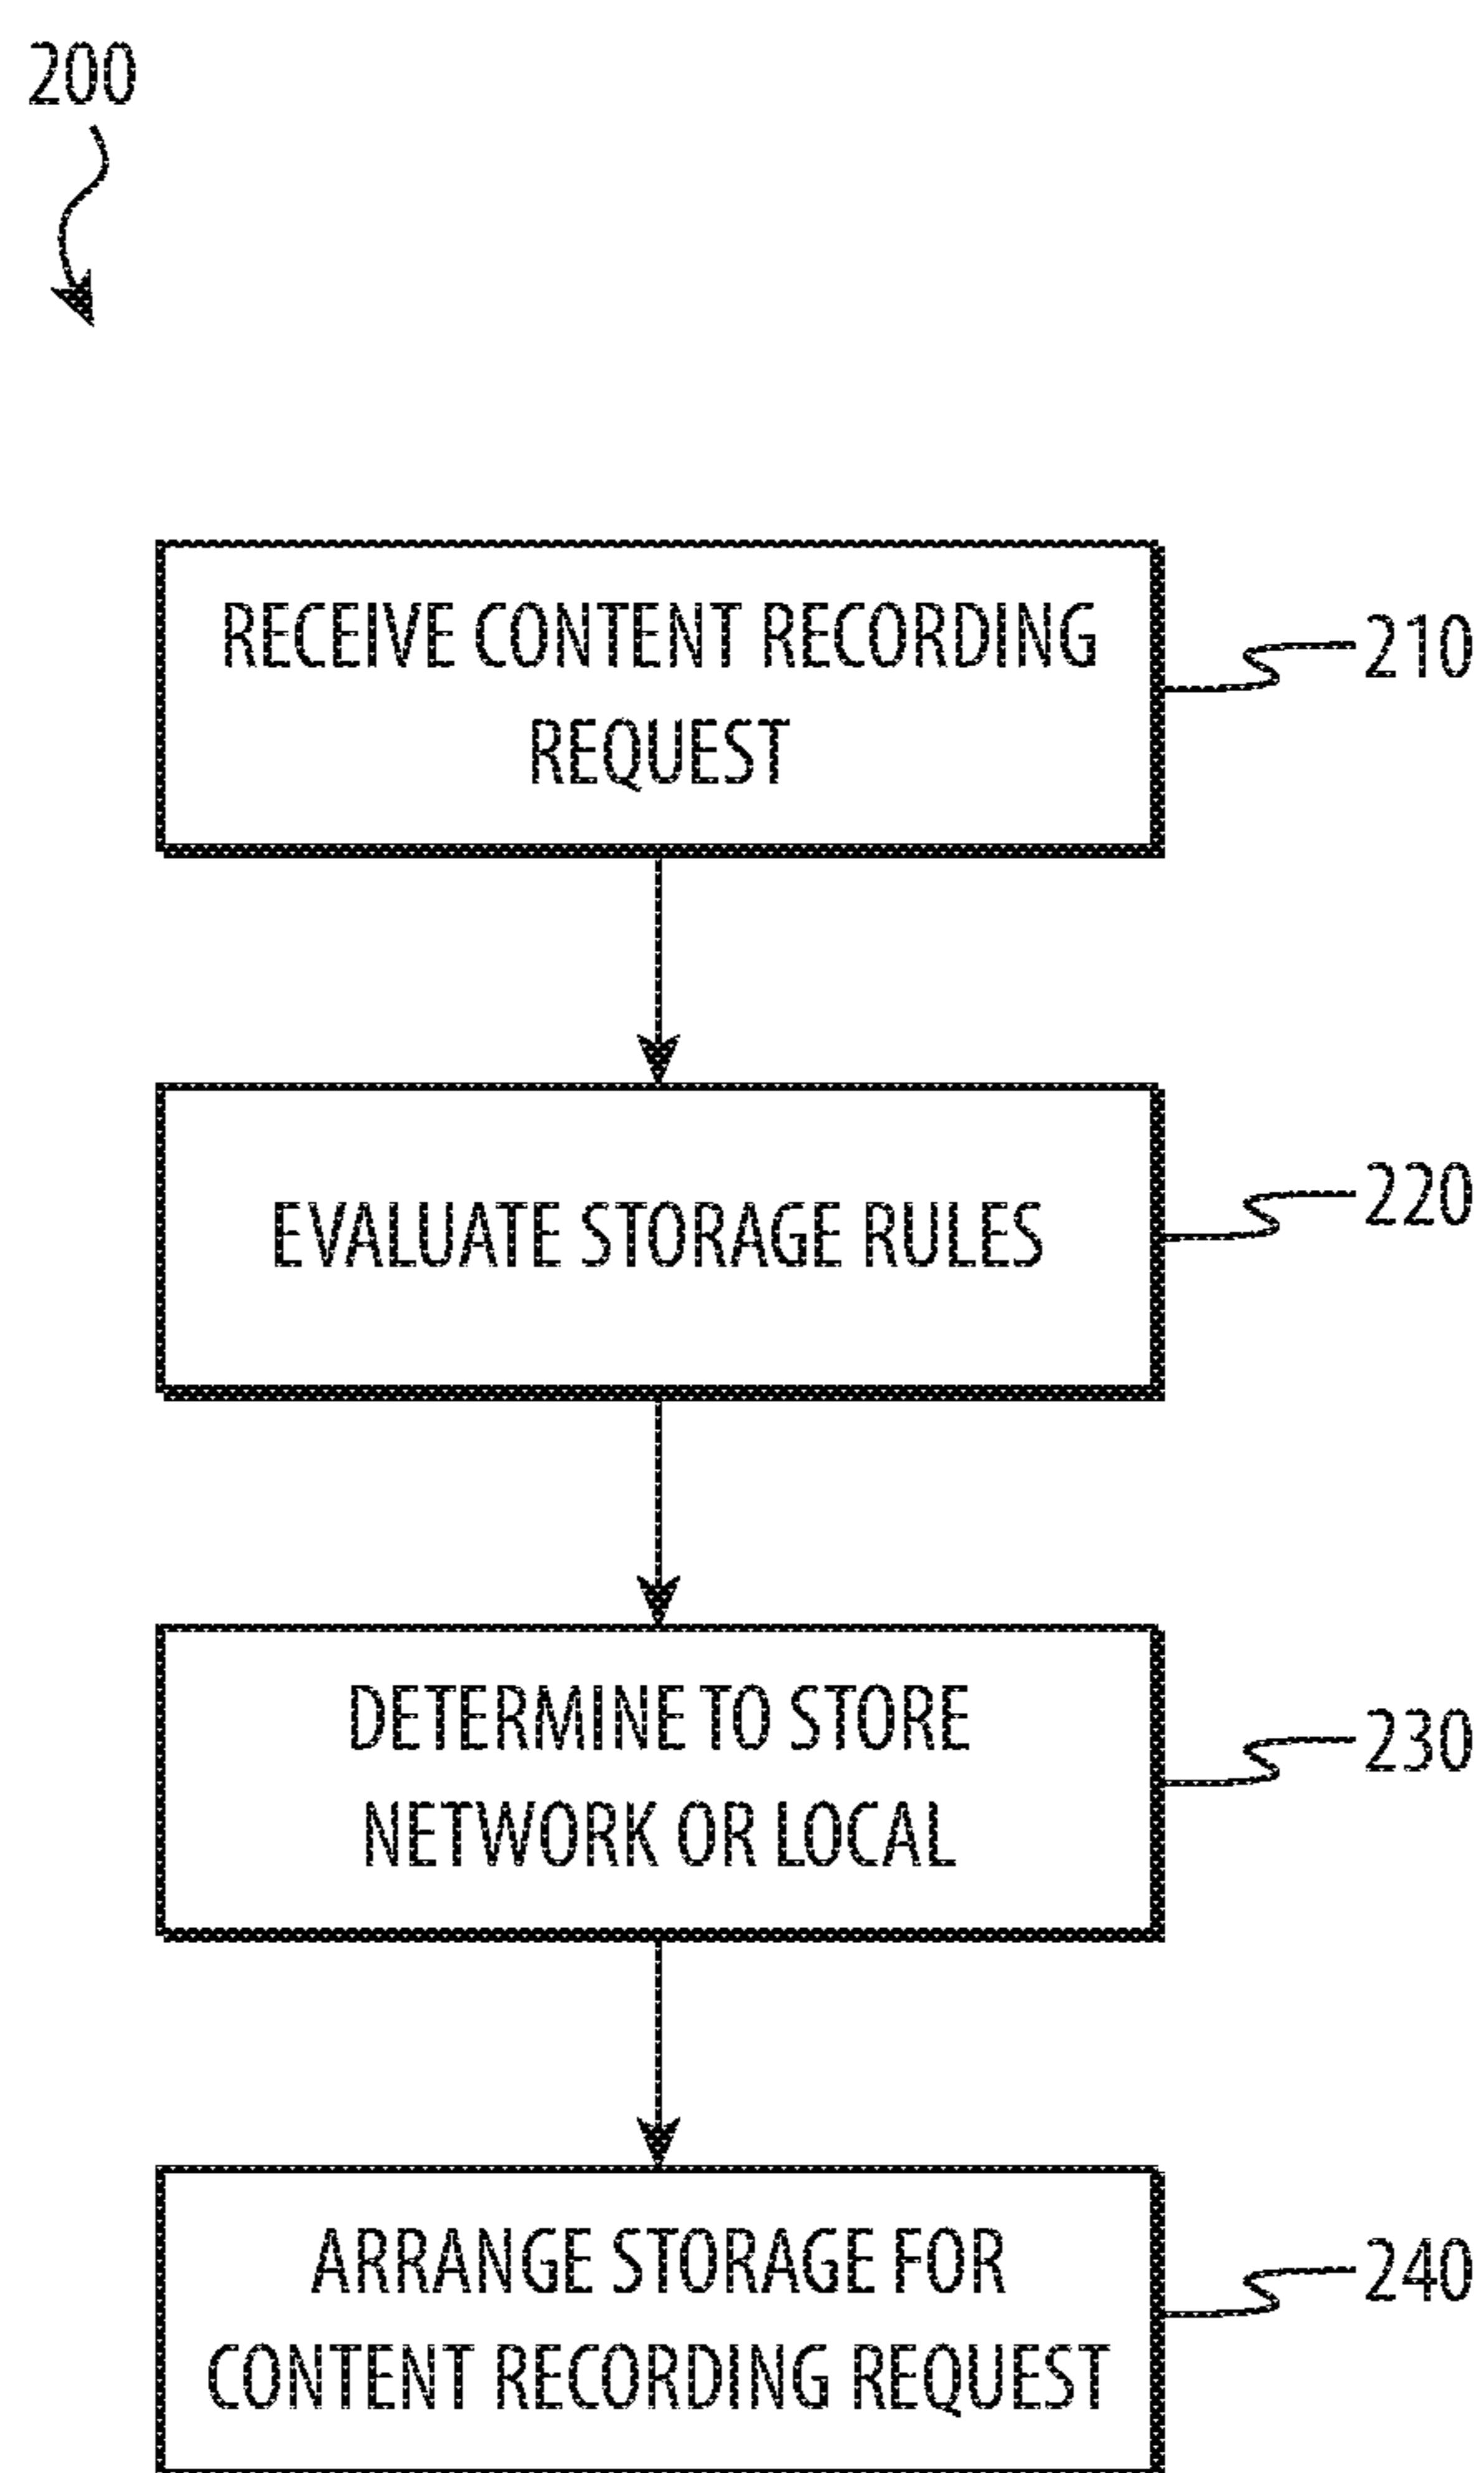 200
RECEIVE CONTENT RECORDING
REQUEST
210
EVALUATE STORAGE RULES
220
DETERMINE TO STORE
NETWORK OR LOCAL
230
ARRANGE STORAGE FOR
CONTENT RECORDING REQUEST
240